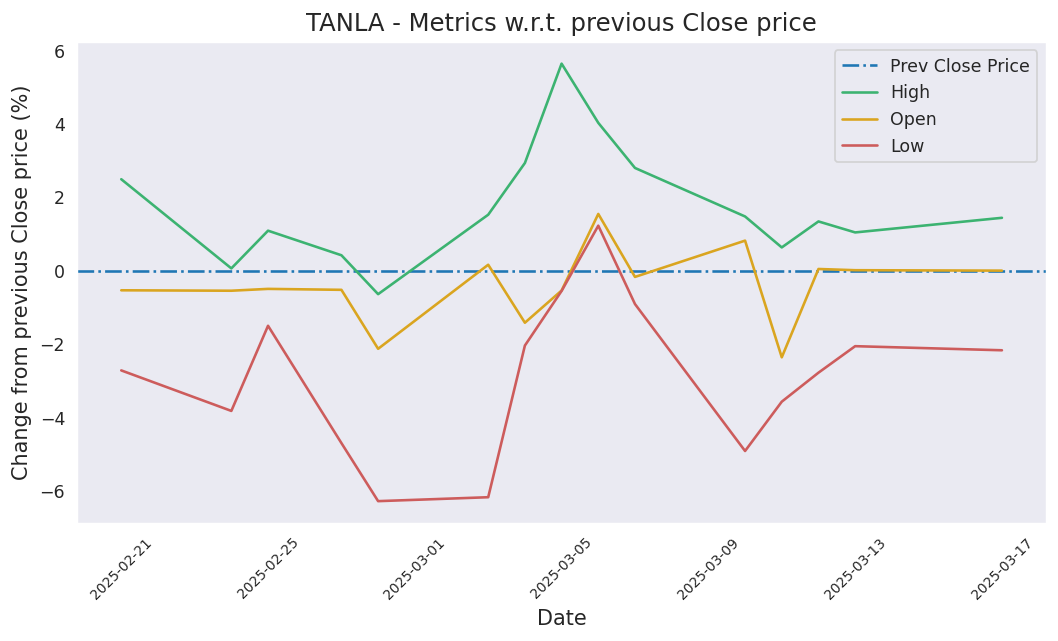 TANLA - Metrics w.r.t. previous Close price
Prev Close Price
High
Open
Low
Change from previous Close price (%)
6
4
2
0
−2
−4
−6
2025-02-21
2025-02-25
2025-03-01
2025-03-05
2025-03-09
2025-03-13
2025-03-17
Date